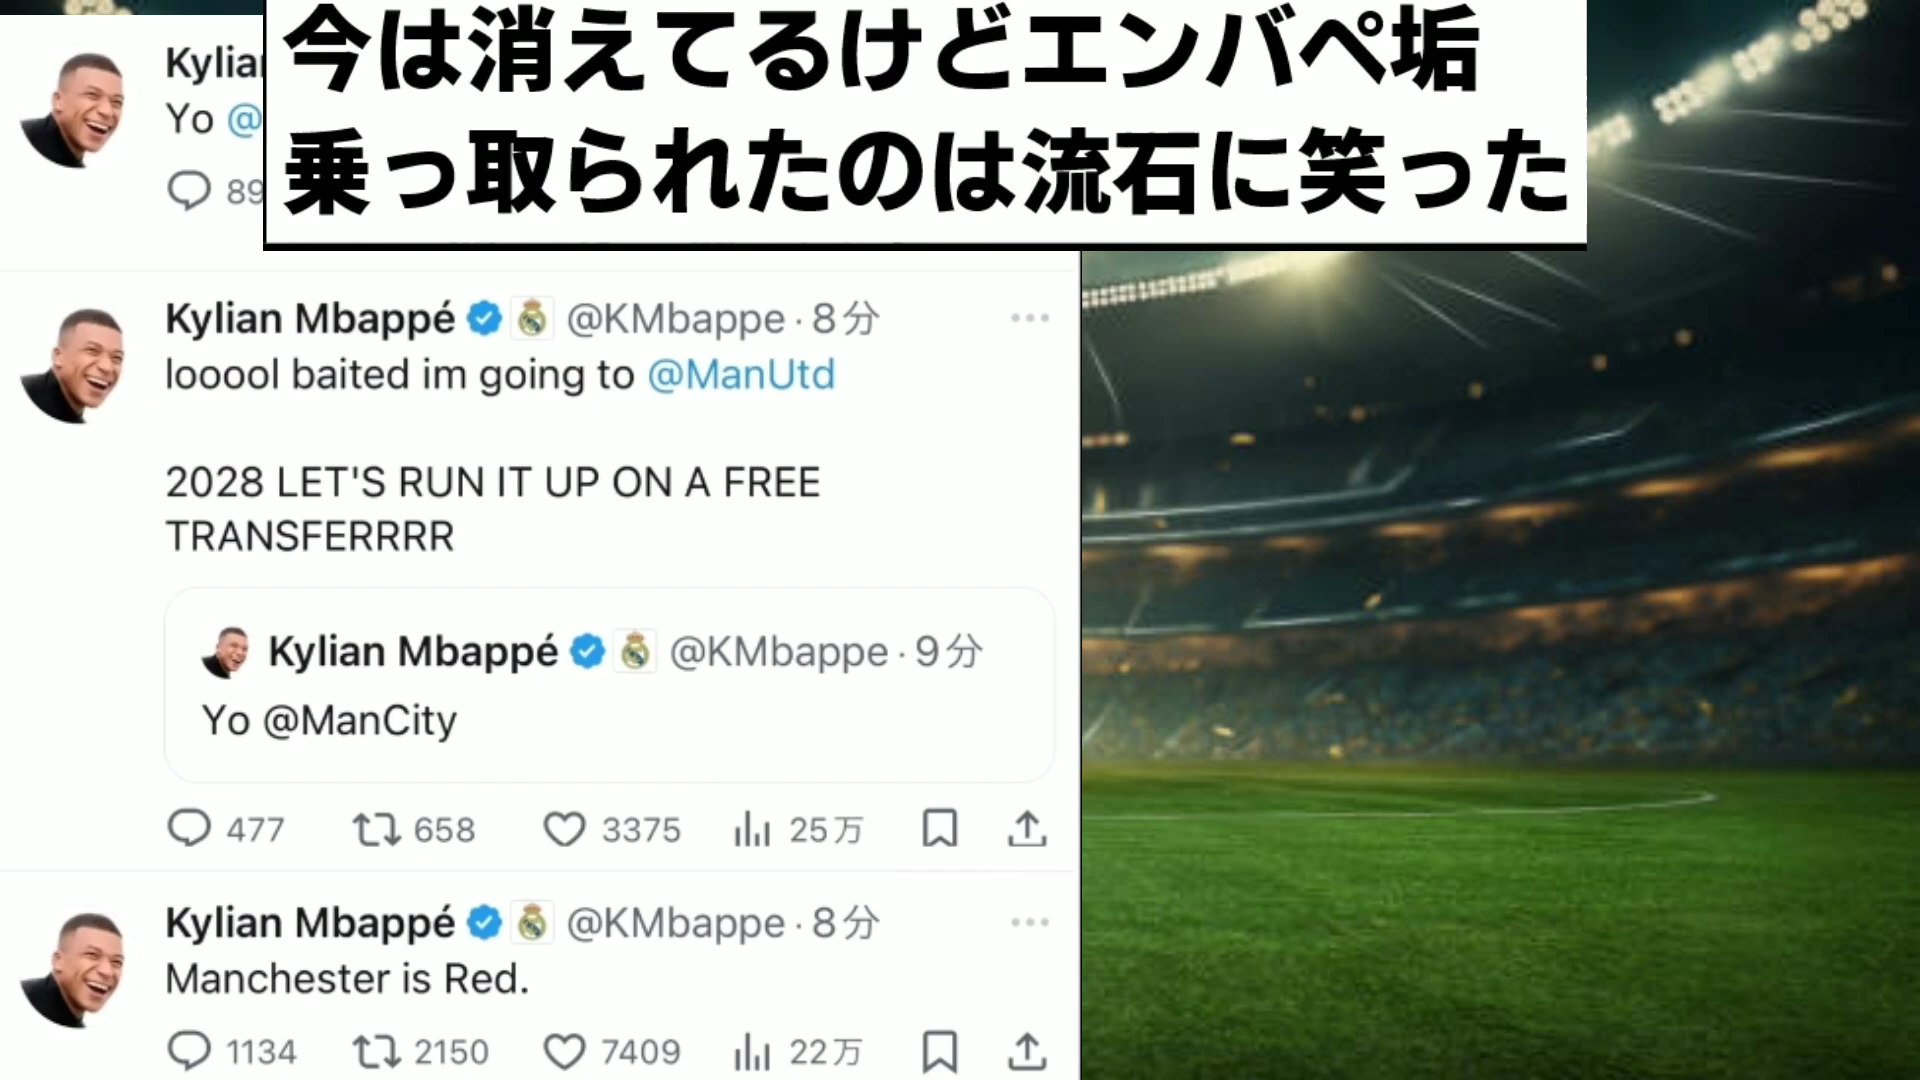 今は消えてるけどエンバペ垢
乗っ取られたのは流石に笑った
Yo @
89
Kylian Mbappé @KMbappe · 8分
looool baited im going to @ManUtd
2028 LET'S RUN IT UP ON A FREE
TRANSFERRRR
Kylian Mbappé @KMbappe · 9分
Yo @ManCity
477 658 3375 25万
Kylian Mbappé @KMbappe · 8分
Manchester is Red.
1134 2150 7409 22万